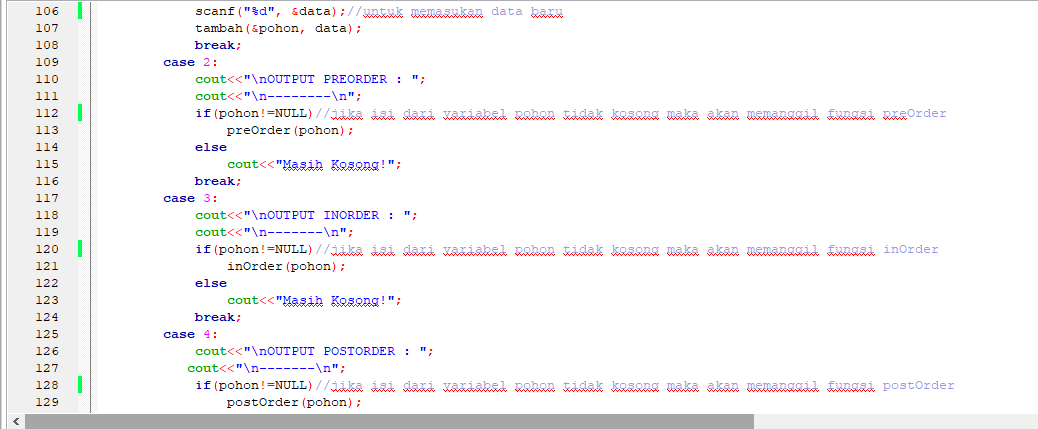 106 scanf("%d", &data);//untuk memasukan data baru
107 tambah(&pohon, data);
108 break;
109 case 2:
110 cout<<"\nOUTPUT PREORDER : ";
111 cout<<"\n--------\n";
112 if(pohon!=NULL)//jika isi dari variabel pohon tidak kosong maka akan memanggil fungsi preOrder
113 preOrder(pohon);
114 else
115 cout<<"Masih Kosong!";
116 break;
117 case 3:
118 cout<<"\nOUTPUT INORDER : ";
119 cout<<"\n-------\n";
120 if(pohon!=NULL)//jika isi dari variabel pohon tidak kosong maka akan memanggil fungsi inOrder
121 inOrder(pohon);
122 else
123 cout<<"Masih Kosong!";
124 break;
125 case 4:
126 cout<<"\nOUTPUT POSTORDER : ";
127 cout<<"\n-------\n";
128 if(pohon!=NULL)//jika isi dari variabel pohon tidak kosong maka akan memanggil fungsi postOrder
129 postOrder(pohon);